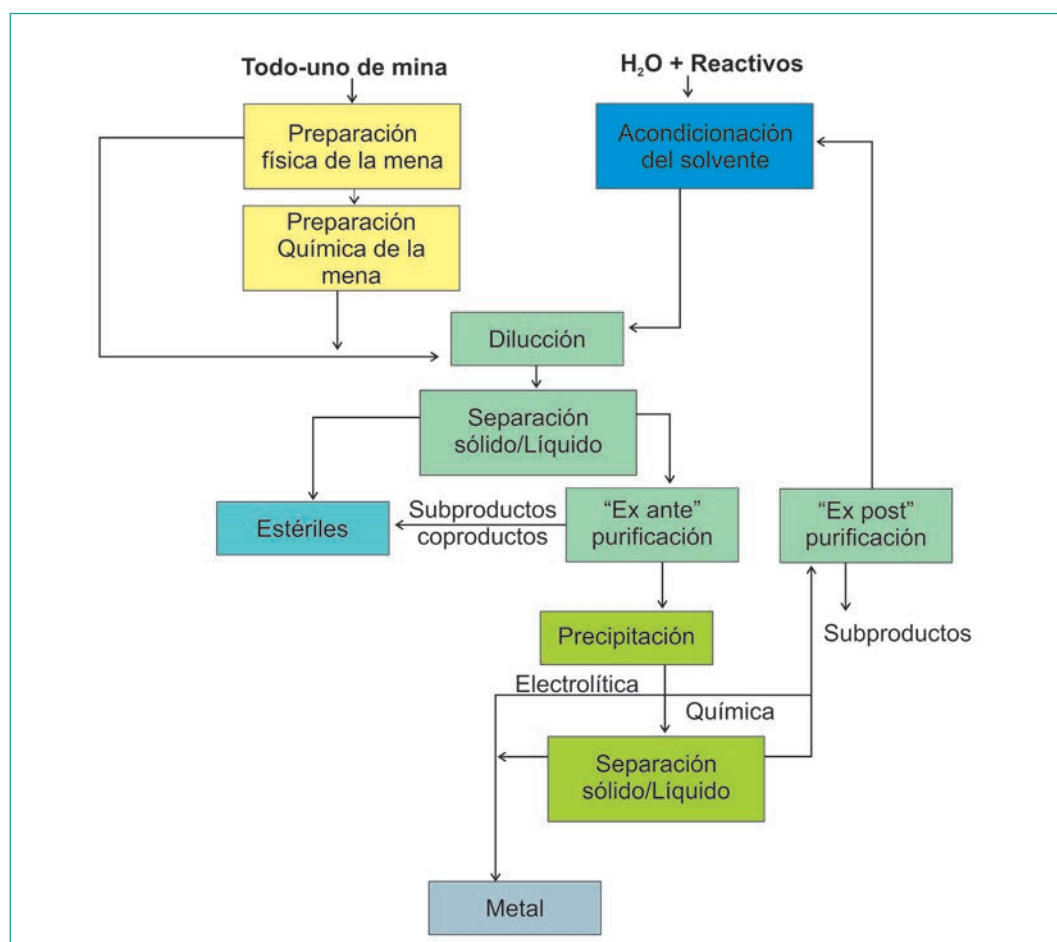 Todo-uno de mina
H₂O + Reactivos
Preparación
física de la mena
Acondicionación
del solvente
Preparación
Química de la
mena
Dilucción
Separación
sólido/Líquido
Estériles
Subproductos
coproductos
“Ex ante”
purificación
“Ex post”
purificación
Subproductos
Precipitación
Electrolítica
Química
Separación
sólido/Líquido
Metal